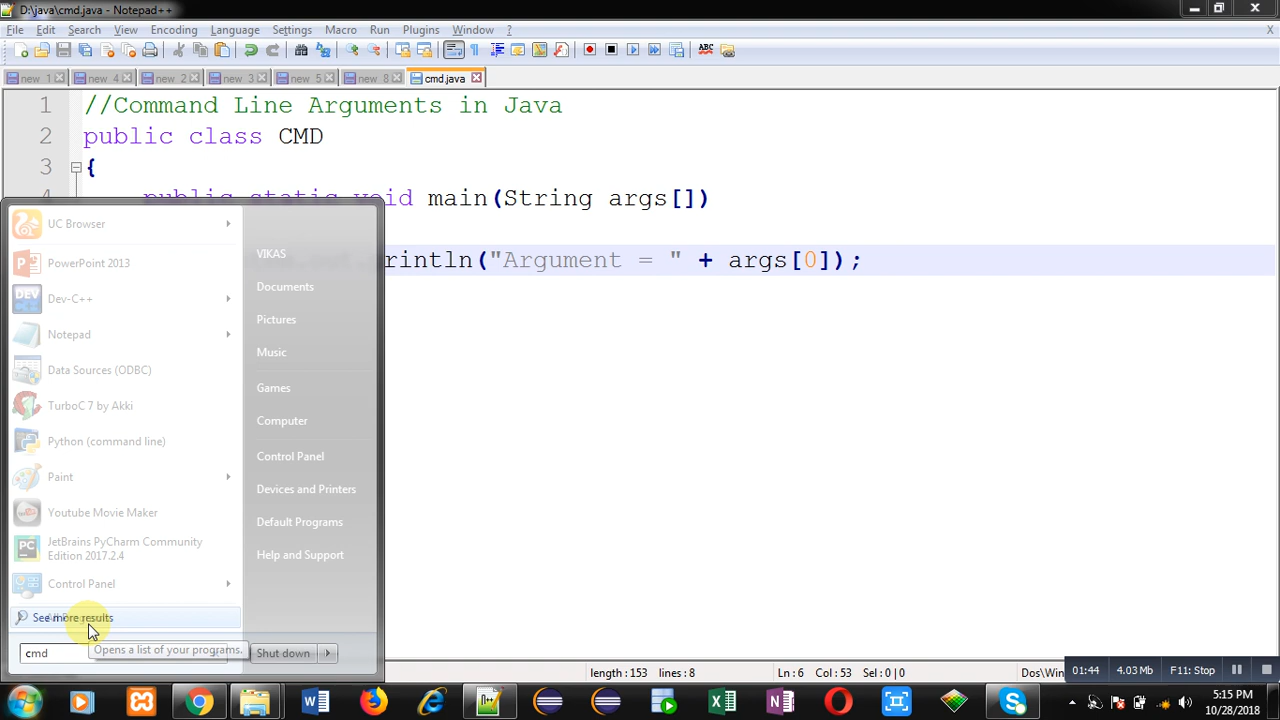 D:\java\cmd.java - Notepad++
File Edit Search View Encoding Language Settings Macro Run Plugins Window ? X
new 1 new 4 new 2 new 3 new 5 new 8 cmd.java
1 //Command Line Arguments in Java
2 public class CMD
3 {
4 public static void main(String args[])
rintln("Argument = " + args[0]);
UC Browser
PowerPoint 2013
Dev-C++
Notepad
Data Sources (ODBC)
TurboC 7 by Akki
Python (command line)
Paint
Youtube Movie Maker
JetBrains PyCharm Community
Edition 2017.2.4
Control Panel
See more results
cmd
Opens a list of your programs.
VIKAS
Documents
Pictures
Music
Games
Computer
Control Panel
Devices and Printers
Default Programs
Help and Support
Shut down
length : 153 lines : 8 Ln : 6 Col : 53 Sel : 0 | 0 Dos\Win
01:44 4.03 Mb F11: Stop
5:15 PM
10/28/2018